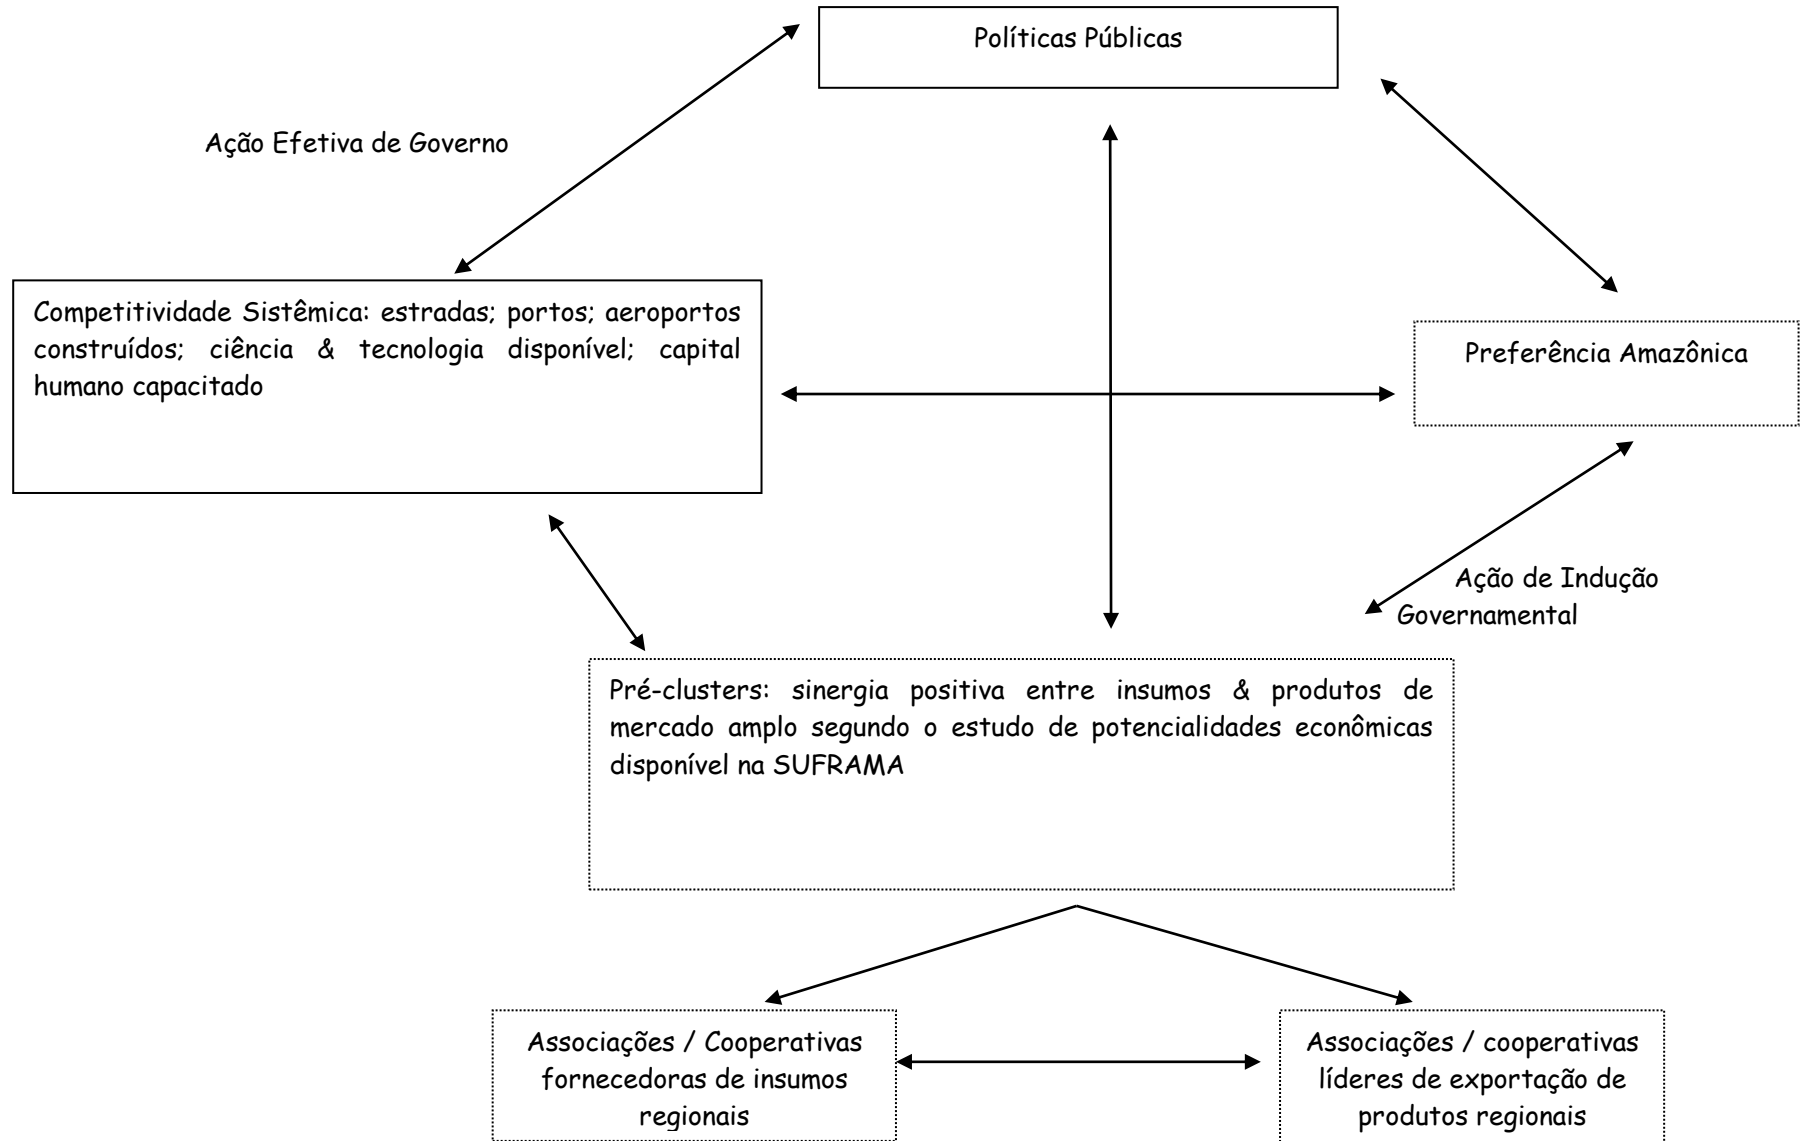 Políticas Públicas
Ação Efetiva de Governo
Competitividade Sistêmica: estradas; portos; aeroportos
construídos; ciência & tecnologia disponível; capital
humano capacitado
Preferência Amazônica
Ação de Indução
Governamental
Pré-clusters: sinergia positiva entre insumos & produtos de
mercado amplo segundo o estudo de potencialidades econômicas
disponível na SUFRAMA
Associações / Cooperativas
fornecedoras de insumos
regionais
Associações / cooperativas
líderes de exportação de
produtos regionais